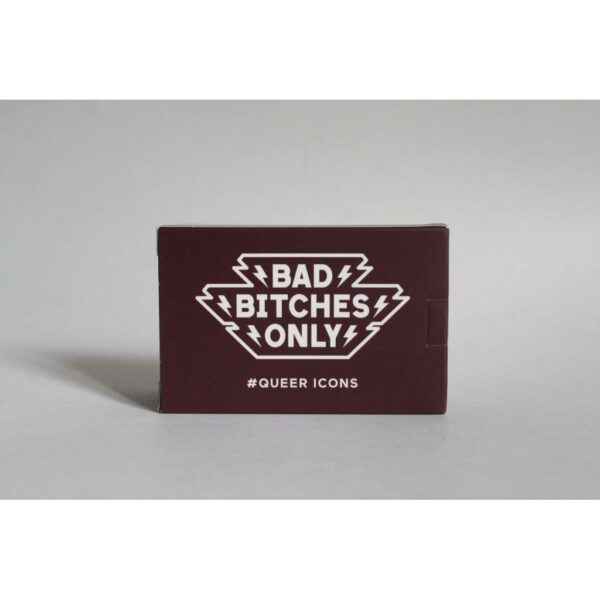 BAD
BITCHES
ONLY
#QUEER ICONS